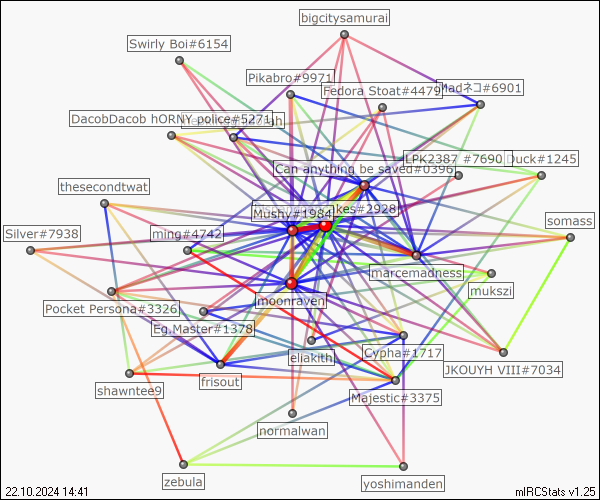 bigcitysamurai
Swirly Boi#6154
Pikabro#9971
Fedora Stoat#4479
Madネコ#6901
DacobDacob hORNY police#5271
LPK2387 #7690
Duck#1245
Can anything be saved#0396
thesecondtwat
Mushy#1984
akes#2928
somass
Silver#7938
ming#4742
marcemadness
mukszi
moonraven
Pocket Persona#3326
Eg.Master#1378
eliakith
Cypha#1717
JKOUYH VIII#7034
shawntee9
frisout
Majestic#3375
normalwan
zebula
yoshimanden
22.10.2024 14:41
mIRCStats v1.25